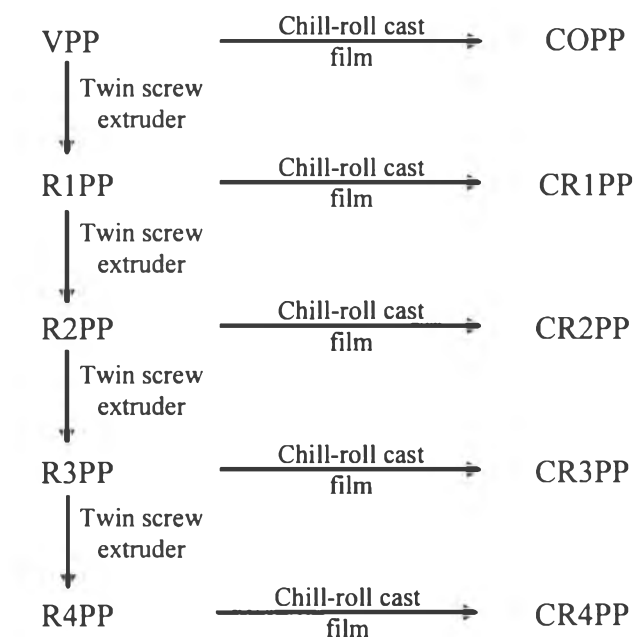 VPP Chill-roll cast film COPP
Twin screw
extruder
R1PP Chill-roll cast film CR1PP
Twin screw
extruder
R2PP Chill-roll cast film CR2PP
Twin screw
extruder
R3PP Chill-roll cast film CR3PP
Twin screw
extruder
R4PP Chill-roll cast film CR4PP